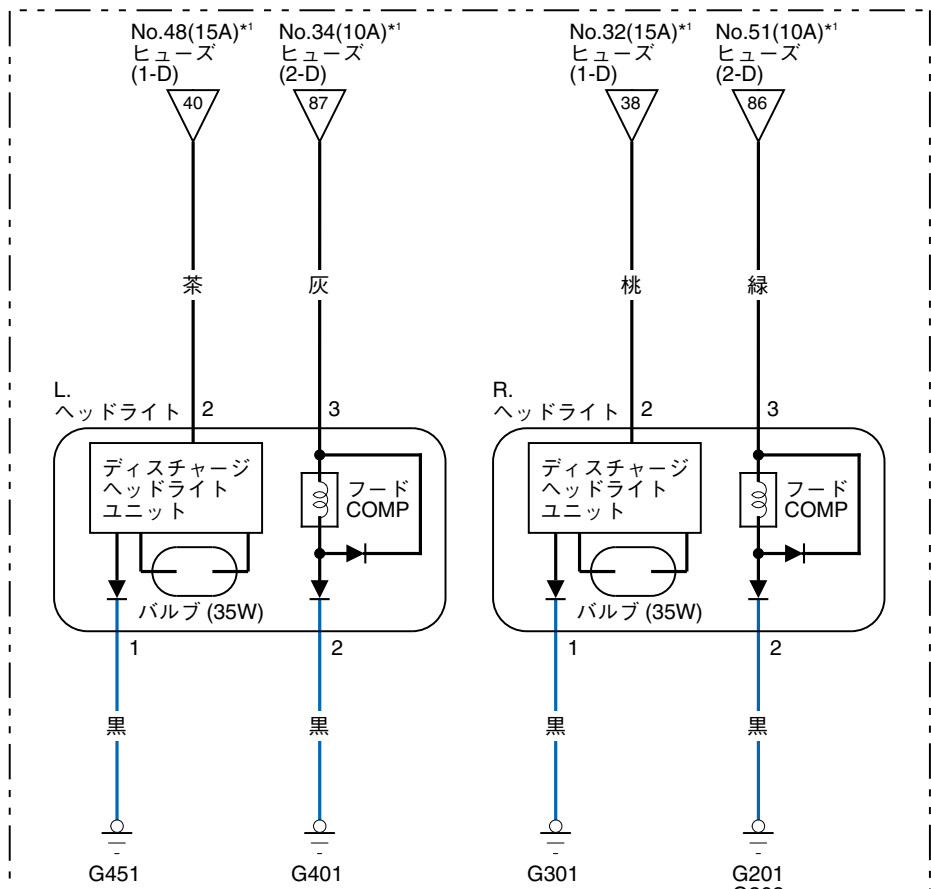 No.48(15A)*1
ヒューズ
(1-D)
40
No.34(10A)*1
ヒューズ
(2-D)
87
No.32(15A)*1
ヒューズ
(1-D)
38
No.51(10A)*1
ヒューズ
(2-D)
86
茶
灰
桃
緑
L.
ヘッドライト
2
3
ディスチャージ
ヘッドライト
ユニット
フード
COMP
バルブ (35W)
1
2
R.
ヘッドライト
2
3
ディスチャージ
ヘッドライト
ユニット
フード
COMP
バルブ (35W)
1
2
黒
黒
黒
黒
G451
G401
G301
G201